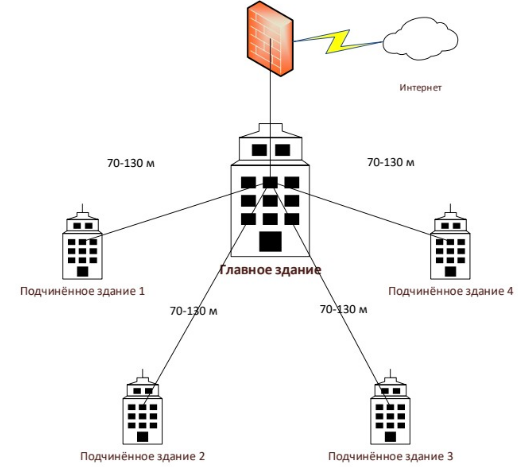 Интернет
70-130 м
70-130 м
Главное здание
Подчинённое здание 1
Подчинённое здание 4
70-130 м
70-130 м
Подчинённое здание 2
Подчинённое здание 3